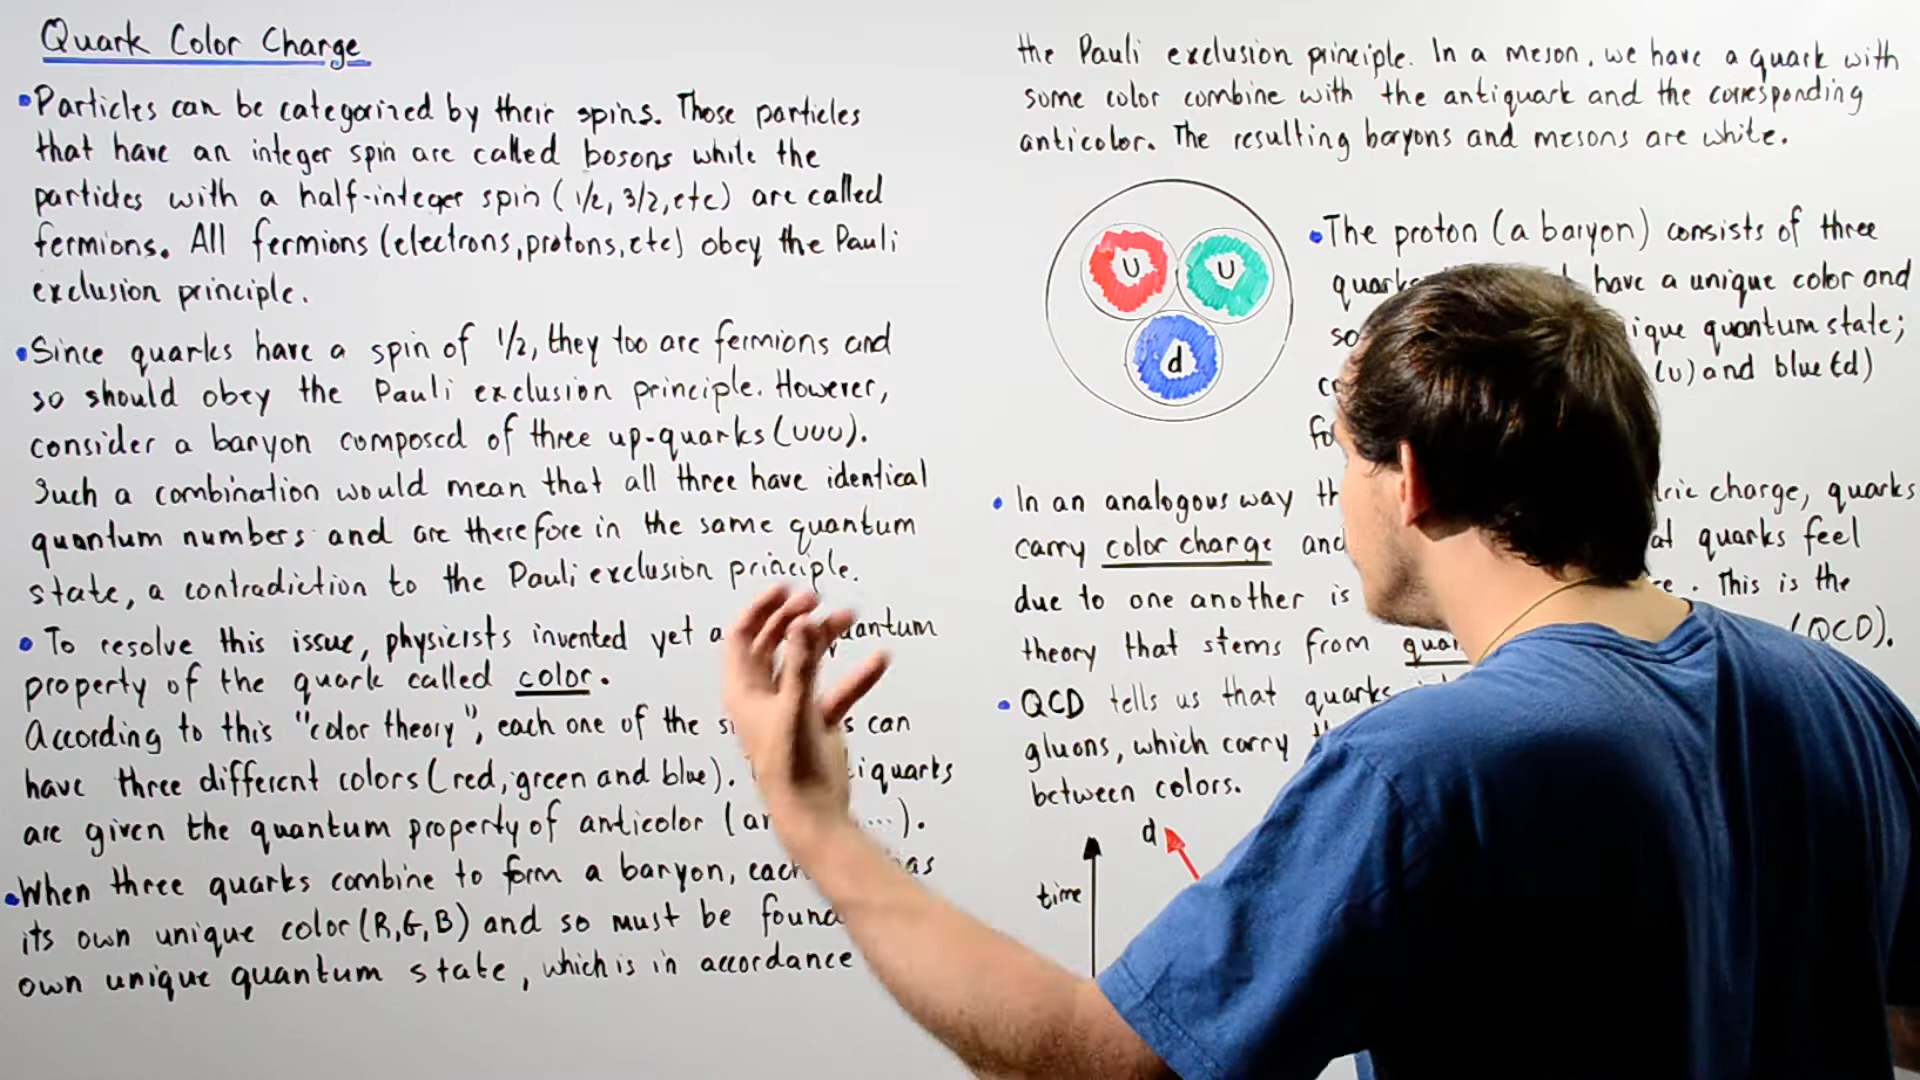 Quark Color Charge
•Particles can be categorized by their spins. Those particles
that have an integer spin are called bosons while the
particles with a half-integer spin (1/2, 3/2, etc) are called
fermions. All fermions (electrons, protons, etc) obey the Pauli
exclusion principle.
•Since quarks have a spin of 1/2, they too are fermions and
so should obey the Pauli exclusion principle. However,
consider a baryon composed of three up-quarks (UUU).
Such a combination would mean that all three have identical
quantum numbers and are therefore in the same quantum
state, a contradiction to the Pauli exclusion principle.
• To resolve this issue, physicists invented yet
property of the quark called color.
According to this "color theory", each one of the can
have three different colors (red, green and blue).
are given the quantum property of anticolor ( ...).
•When three quarks combine to form a baryon, each
its own unique color (R,G,B) and so must be found
own unique quantum state, which is in accordance
the Pauli exclusion principle. In a meson, we have a quark with
some color combine with the antiquark and the corresponding
anticolor. The resulting baryons and mesons are white.
U U
d
•The proton (a baryon) consists of three
have a unique color and
so quantum state;
(u) and blue (d)
• In an analogous way charge, quarks
carry color charge and quarks feel
due to one another is . This is the
theory that stems from (QCD).
• QCD tells us that quarks
gluons, which carry
between colors.
d
time